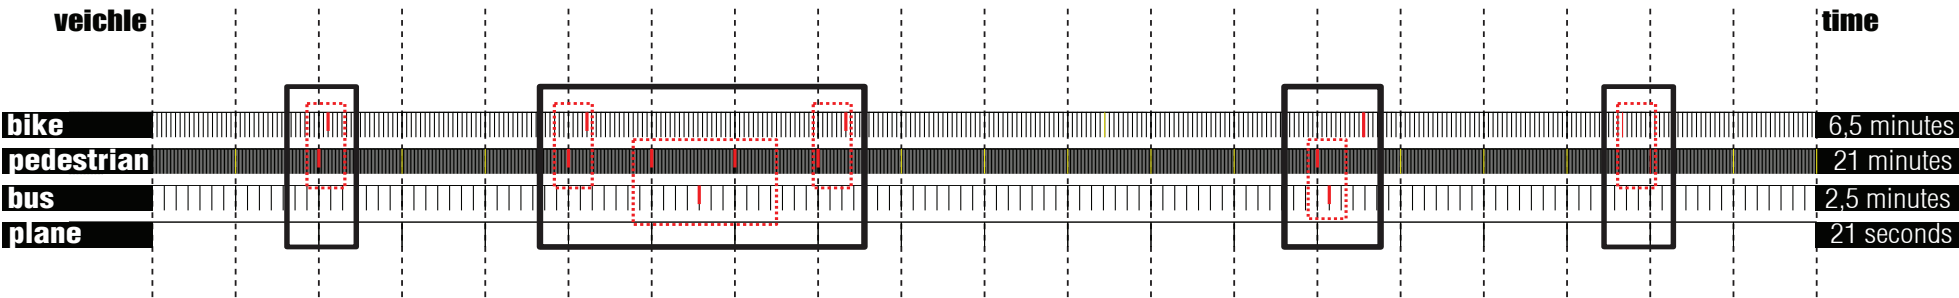 veichle time
bike 6,5 minutes
pedestrian 21 minutes
bus 2,5 minutes
plane 21 seconds